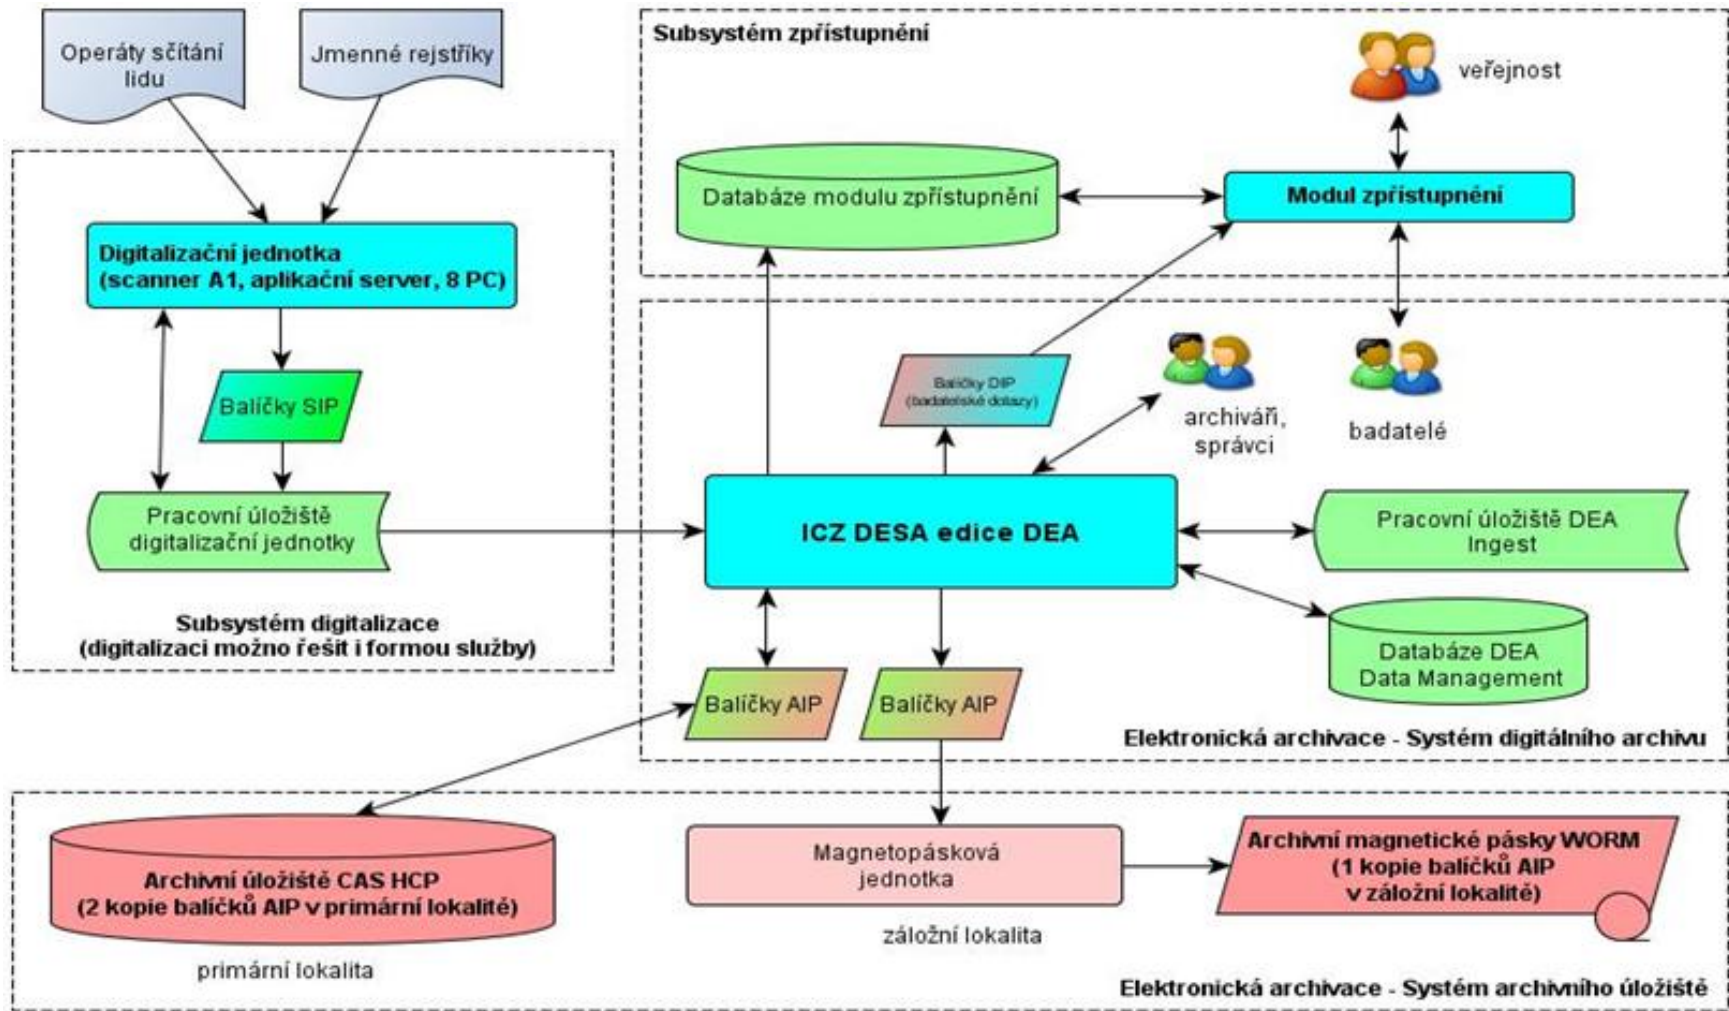 Operáty sčítání
lidu
Jmenné rejstříky
Digitalizační jednotka
(scanner A1, aplikační server, 8 PC)
Balíčky SIP
Pracovní úložiště
digitalizační jednotky
Subsystém digitalizace
(digitalizaci možno řešit i formou služby)
Subsystém zpřístupnění
veřejnost
Databáze modulu zpřístupnění
Modul zpřístupnění
Balíčky DIP
(badatelské dotazy)
archiváři,
správci
badatelé
ICZ DESA edice DEA
Pracovní úložiště DEA
Ingest
Databáze DEA
Data Management
Balíčky AIP
Balíčky AIP
Elektronická archivace - Systém digitálního archivu
Archivní úložiště CAS HCP
(2 kopie balíčků AIP v primární lokalitě)
primární lokalita
Magnetopásková
jednotka
záložní lokalita
Archivní magnetické pásky WORM
(1 kopie balíčků AIP
v záložní lokalitě)
Elektronická archivace - Systém archivního úložiště